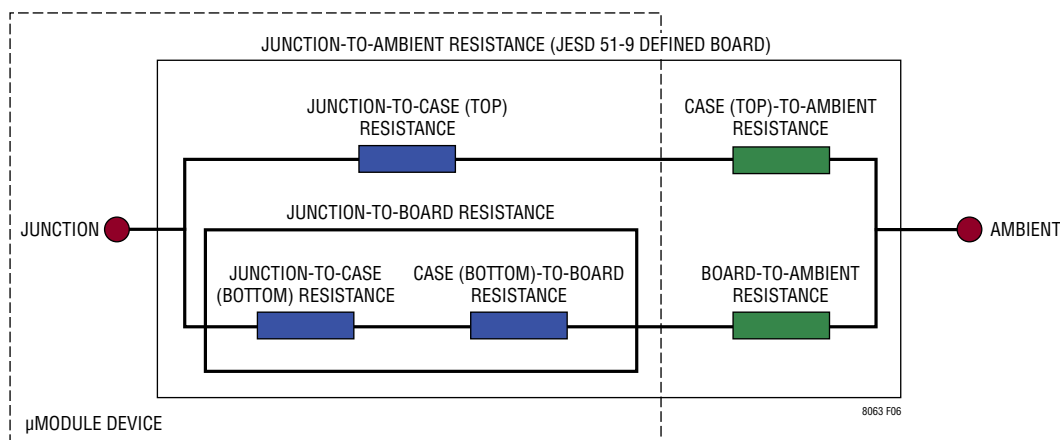 JUNCTION-TO-AMBIENT RESISTANCE (JESD 51-9 DEFINED BOARD)
JUNCTION-TO-CASE (TOP)
RESISTANCE
CASE (TOP)-TO-AMBIENT
RESISTANCE
JUNCTION
JUNCTION-TO-BOARD RESISTANCE
AMBIENT
JUNCTION-TO-CASE
(BOTTOM) RESISTANCE
CASE (BOTTOM)-TO-BOARD
RESISTANCE
BOARD-TO-AMBIENT
RESISTANCE
8063 F06
µMODULE DEVICE